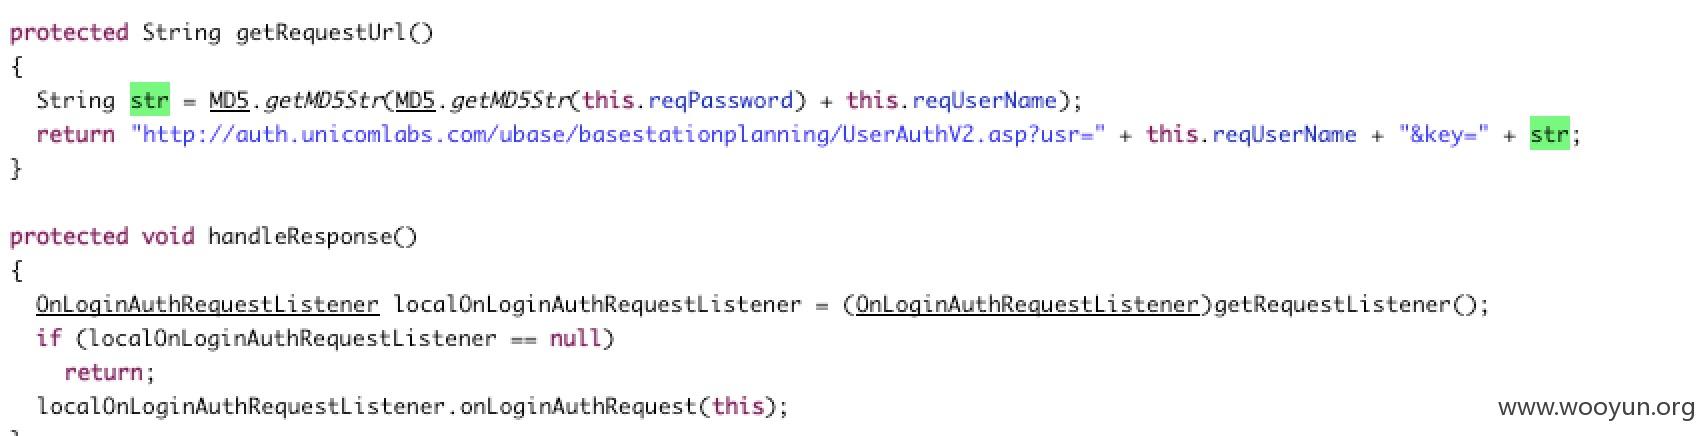 protected String getRequestUrl()
{
String str = MD5.getMD5Str(MD5.getMD5Str(this.reqPassword) + this.reqUserName);
return "http://auth.unicomlabs.com/ubase/basestationplanning/UserAuthV2.asp?usr=" + this.reqUserName + "&key=" + str;
}
protected void handleResponse()
{
OnLoginAuthRequestListener localOnLoginAuthRequestListener = (OnLoginAuthRequestListener)getRequestListener();
if (localOnLoginAuthRequestListener == null)
return;
localOnLoginAuthRequestListener.onLoginAuthRequest(this);
www.wooyun.org
}